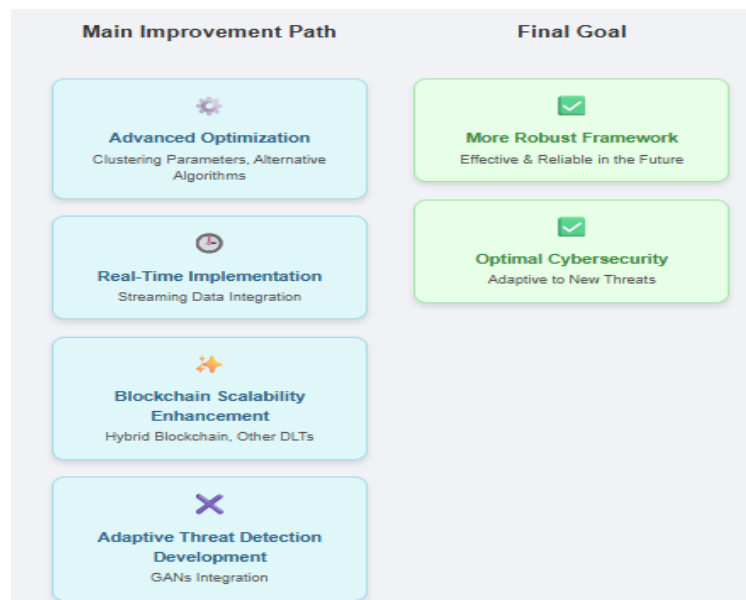 Main Improvement Path
Advanced Optimization
Clustering Parameters, Alternative
Algorithms
Real-Time Implementation
Streaming Data Integration
Blockchain Scalability
Enhancement
Hybrid Blockchain, Other DLTs
Adaptive Threat Detection
Development
GANs Integration
Final Goal
More Robust Framework
Effective & Reliable in the Future
Optimal Cybersecurity
Adaptive to New Threats